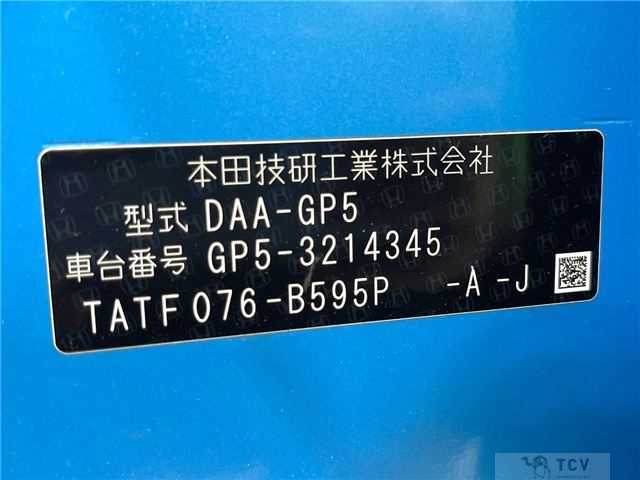 本田技研工業株式会社
型式 DAA-GP5
車台番号 GP5-3214345
TATF076-B595P -A -J
TCV